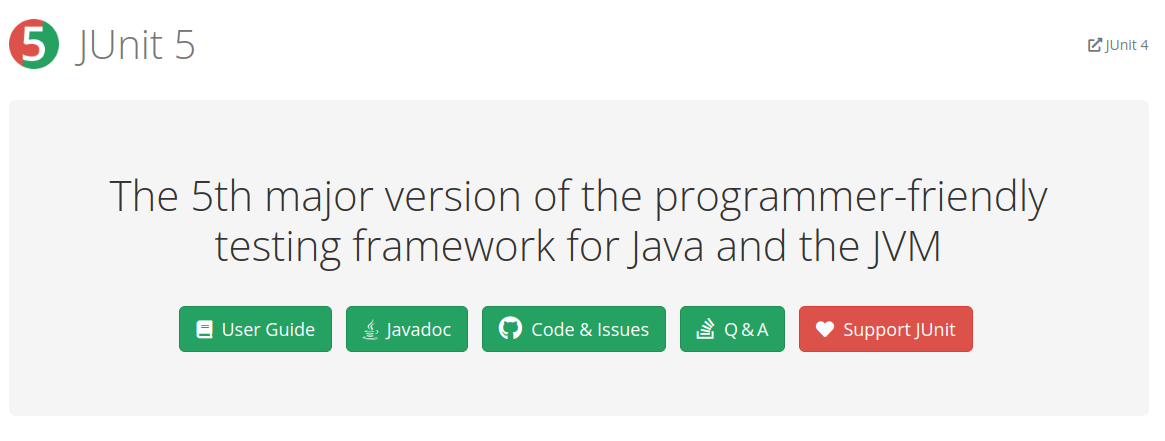 5 JUnit 5
JUnit 4
The 5th major version of the programmer-friendly
testing framework for Java and the JVM
User Guide
Javadoc
Code & Issues
Q & A
Support JUnit